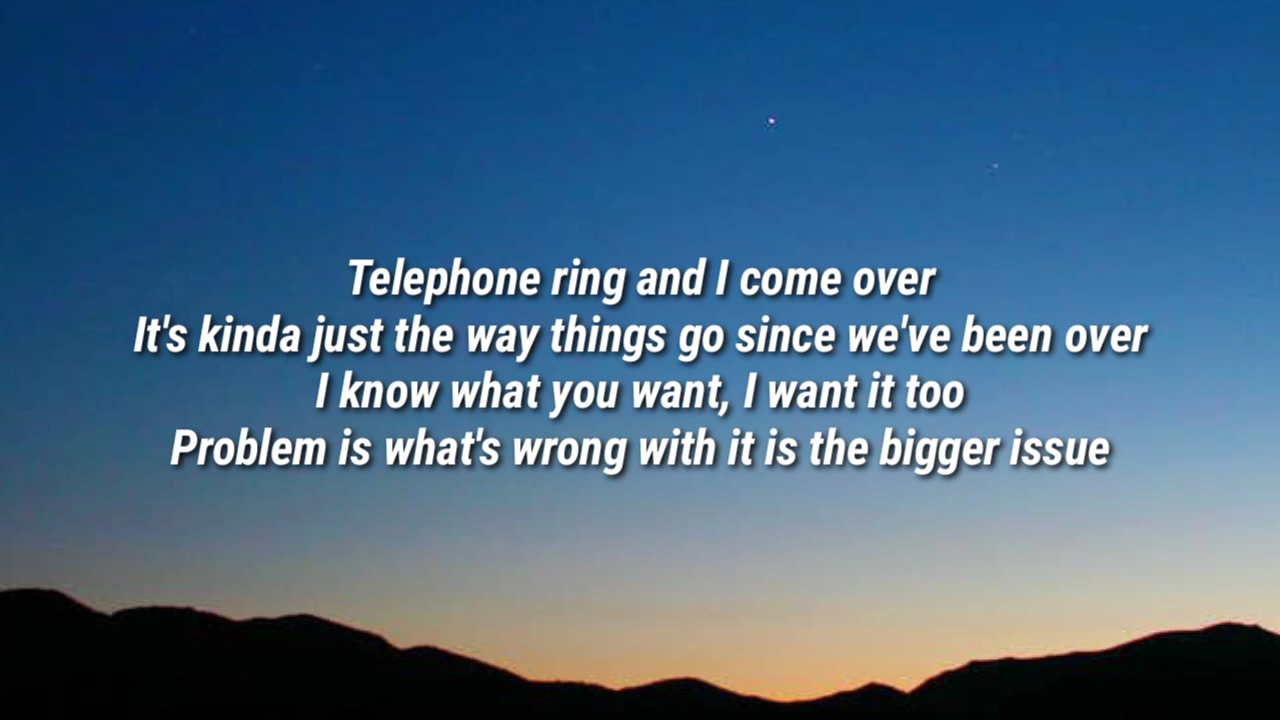 Telephone ring and I come over
It's kinda just the way things go since we've been over
I know what you want, I want it too
Problem is what's wrong with it is the bigger issue